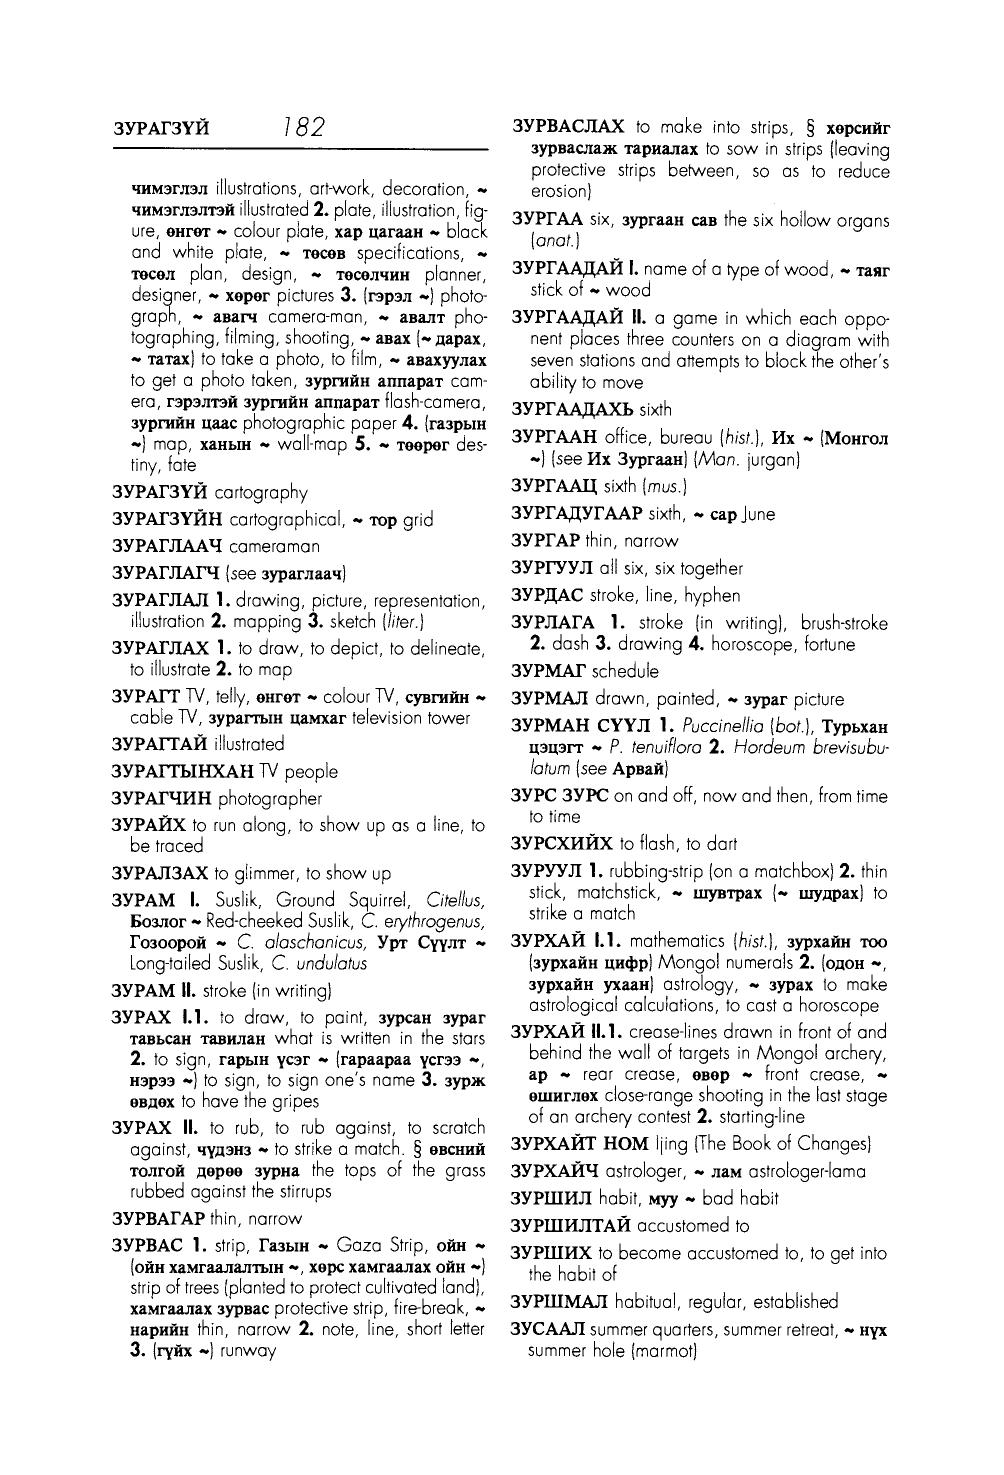 ЗУРАГЗҮЙ 182
чимэглэл illustrations, art-work, decoration, ~
чимэглэлтэй illustrated 2. plate, illustration, fig-
ure, өнгөт ~ colour plate, хар цагаан ~ black
and white plate, ~ төсөв specifications, ~
төсөл plan, design, ~ төсөлчин planner,
designer, ~ хөрөг pictures 3. (гэрэл ~) photo-
graph, ~ авагч camera-man, ~ авалт pho-
tographing, filming, shooting, ~ авах (~ дарах,
~ татах) to take a photo, to film, ~ авахуулах
to get a photo taken, зургийн аппарат cam-
era, гэрэлтэй зургийн аппарат flash-camera,
зургийн цаас photographic paper 4. (газрын
~) map, ханын ~ wall-map 5. ~ төөрөг des-
tiny, fate
ЗУРАГЗҮЙ cartography
ЗУРАГЗҮЙН cartographical, ~ тор grid
ЗУРАГЛААЧ cameraman
ЗУРАГЛАГЧ (see зураглаач)
ЗУРАГЛАЛ 1. drawing, picture, representation,
illustration 2. mapping 3. sketch (liter.)
ЗУРАГЛАХ 1. to draw, to depict, to delineate,
to illustrate 2. to map
ЗУРАГТ TV, telly, өнгөт ~ colour TV, сувгийн ~
cable TV, зурагтын цамхаг television tower
ЗУРАГТАЙ illustrated
ЗУРАГТЫНХАН TV people
ЗУРАГЧИН photographer
ЗУРАЙХ to run along, to show up as a line, to
be traced
ЗУРАЛЗАХ to glimmer, to show up
ЗУРАМ I. Suslik, Ground Squirrel, Citellus,
Бозлог ~ Red-cheeked Suslik, C. erythrogenus,
Гозоорой ~ C. alaschanicus, Урт Сүүлт ~
Long-tailed Suslik, C. undulatus
ЗУРАМ II. stroke (in writing)
ЗУРАХ I.1. to draw, to paint, зурсан зураг
тавьсан тавилан what is written in the stars
2. to sign, гарын үсэг ~ (гараараа үсгээ ~,
нэрээ ~) to sign, to sign one's name 3. зурж
өвдөх to have the gripes
ЗУРАХ II. to rub, to rub against, to scratch
against, чүдэнз ~ to strike a match. § өвсний
толгой дөрөө зурна the tops of the grass
rubbed against the stirrups
ЗУРВАГАР thin, narrow
ЗУРВАС 1. strip, Газын ~ Gaza Strip, ойн ~
(ойн хамгаалалтын ~, хөрс хамгаалах ойн ~)
strip of trees (planted to protect cultivated land),
хамгаалах зурвас protective strip, fire-break, ~
нарийн thin, narrow 2. note, line, short letter
3. (гүйх ~) runway
ЗУРВАСЛАХ to make into strips, § хөрсийг
зурваслаж тариалах to sow in strips (leaving
protective strips between, so as to reduce
erosion)
ЗУРГАА six, зургаан сав the six hollow organs
(anat.)
ЗУРГААДАЙ I. name of a type of wood, ~ таяг
stick of ~ wood
ЗУРГААДАЙ II. a game in which each oppo-
nent places three counters on a diagram with
seven stations and attempts to block the other's
ability to move
ЗУРГААДАХЬ sixth
ЗУРГААН office, bureau (hist.), Их ~ (Монгол
~) (see Их Зургаан) (Man. jurgan)
ЗУРГААЦ sixth (mus.)
ЗУРГАДУГААР sixth, ~ сар June
ЗУРГАР thin, narrow
ЗУРГУУЛ all six, six together
ЗУРДАС stroke, line, hyphen
ЗУРЛАГА 1. stroke (in writing), brush-stroke
2. dash 3. drawing 4. horoscope, fortune
ЗУРМАГ schedule
ЗУРМАЛ drawn, painted, ~ зураг picture
ЗУРМАН СҮҮЛ 1. Puccinellia (bot.), Турьхан
цэцэгт ~ P. tenuiflora 2. Hordeum brevisubu-
latum (see Арвай)
ЗУРС ЗУРС on and off, now and then, from time
to time
ЗУРСХИЙХ to flash, to dart
ЗУРУУЛ 1. rubbing-strip (on a matchbox) 2. thin
stick, matchstick, ~ шувтрах (~ шудрах) to
strike a match
ЗУРХАЙ I.1. mathematics (hist.), зурхайн тоо
(зурхайн цифр) Mongol numerals 2. (одон ~,
зурхайн ухаан) astrology, ~ зурах to make
astrological calculations, to cast a horoscope
ЗУРХАЙ II.1. crease-lines drawn in front of and
behind the wall of targets in Mongol archery,
ар ~ rear crease, өвөр ~ front crease, ~
өшиглөх close-range shooting in the last stage
of an archery contest 2. starting-line
ЗУРХАЙТ НОМ Ijing (The Book of Changes)
ЗУРХАЙЧ astrologer, ~ лам astrologer-lama
ЗУРШИЛ habit, муу ~ bad habit
ЗУРШИЛТАЙ accustomed to
ЗУРШИХ to become accustomed to, to get into
the habit of
ЗУРШМАЛ habitual, regular, established
ЗУСААЛ summer quarters, summer retreat, ~ нүх
summer hole (marmot)